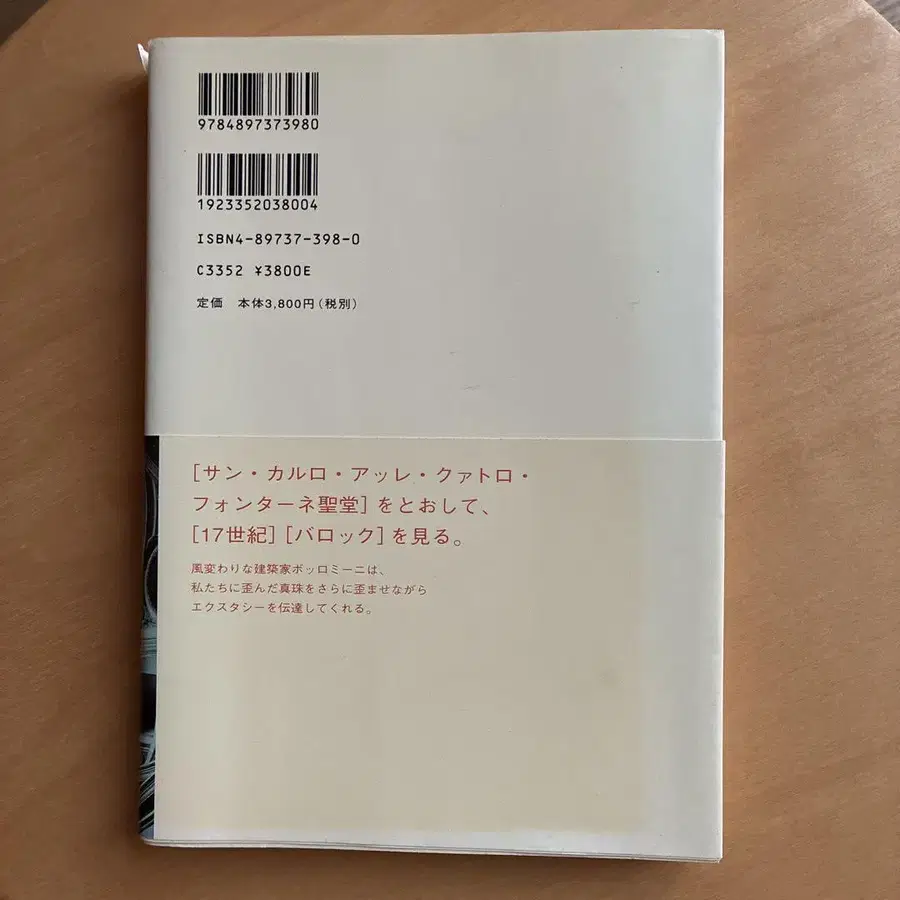 9784897373980
1923352038004
ISBN4-89737-398-0
C3352 ¥3800E
定価 本体3,800円(税別)
[サン・カルロ・アッレ・クァトロ・
フォンターネ聖堂]をとおして、
[17世紀][バロック]を見る。
風変わりな建築家ボッロミーニは、
私たちに歪んだ真珠をさらに歪ませながら
エクスタシーを伝達してくれる。